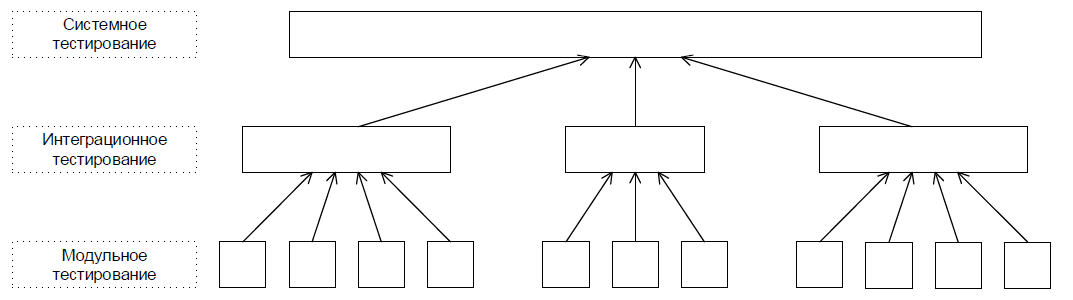 Системное
тестирование
Интеграционное
тестирование
Модульное
тестирование